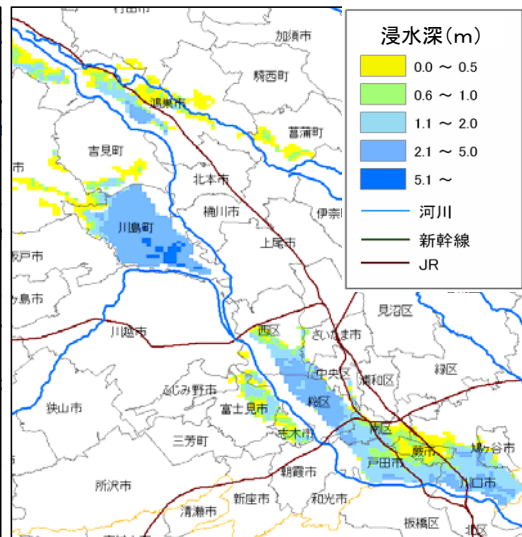 行田市
加須市
浸水深(m)
0.0 ～ 0.5
0.6 ～ 1.0
1.1 ～ 2.0
2.1 ～ 5.0
5.1 ～
河川
新幹線
JR
騎西町
鴻巣市
菖蒲町
吉見町
北本市
桶川市
伊奈
川島町
坂戸市
上尾市
ヶ島市
川越市
西区
さいたま市
見沼区
中央区
浦和区
緑区
ふじみ野市
桜区
狭山市
富士見市
志木市
南区
蕨市
鳩ヶ谷市
三芳町
戸田市
川口市
所沢市
朝霞市
新座市
和光市
清瀬市
板橋区
北区